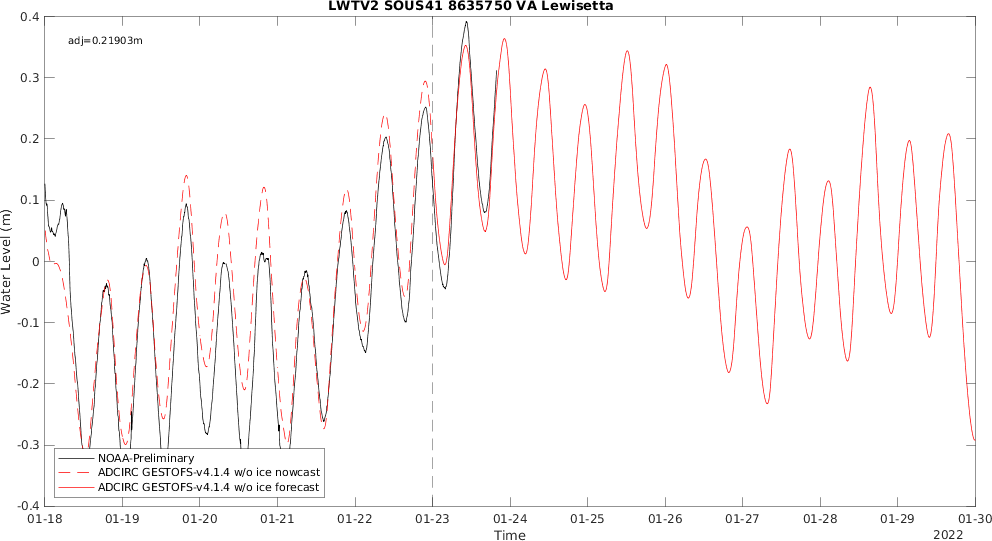 LWTV2 SOUS41 8635750 VA Lewisetta
adj=0.21903m
0.4
0.3
0.2
0.1
0
-0.1
-0.2
-0.3
-0.4
Water Level (m)
NOAA-Preliminary
ADCIRC GESTOFS-v4.1.4 w/o ice nowcast
ADCIRC GESTOFS-v4.1.4 w/o ice forecast
01-18 01-19 01-20 01-21 01-22 01-23 01-24 01-25 01-26 01-27 01-28 01-29 01-30
Time
2022